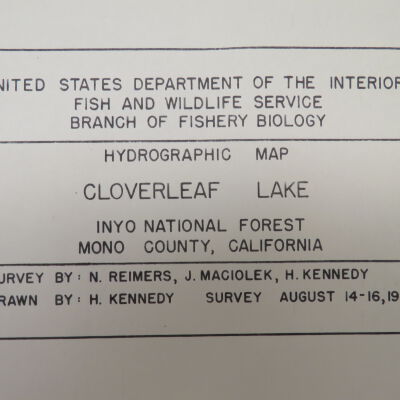 NITED STATES DEPARTMENT OF THE INTERIOR
FISH AND WILDLIFE SERVICE
BRANCH OF FISHERY BIOLOGY
HYDROGRAPHIC MAP
CLOVERLEAF LAKE
INYO NATIONAL FOREST
MONO COUNTY, CALIFORNIA
URVEY BY: N. REIMERS, J. MACIOLEK, H. KENNEDY
RAWN BY: H. KENNEDY SURVEY AUGUST 14-16, 19